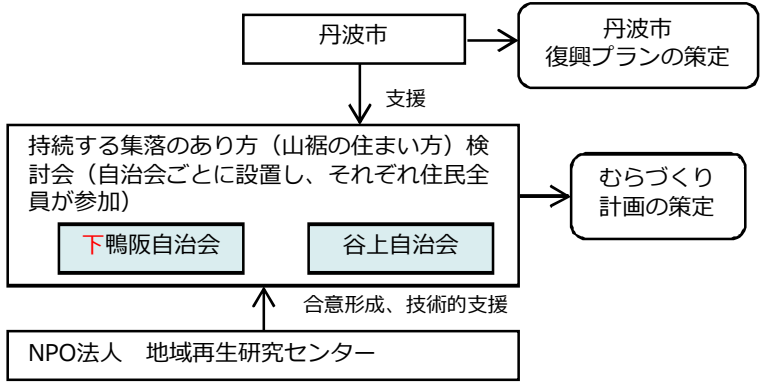 丹波市
丹波市
復興プランの策定
支援
持続する集落のあり方（山裾の住まい方）検
討会（自治会ごとに設置し、それぞれ住民全
員が参加）
下鴨阪自治会
谷上自治会
むらづくり
計画の策定
合意形成、技術的支援
NPO法人　地域再生研究センター